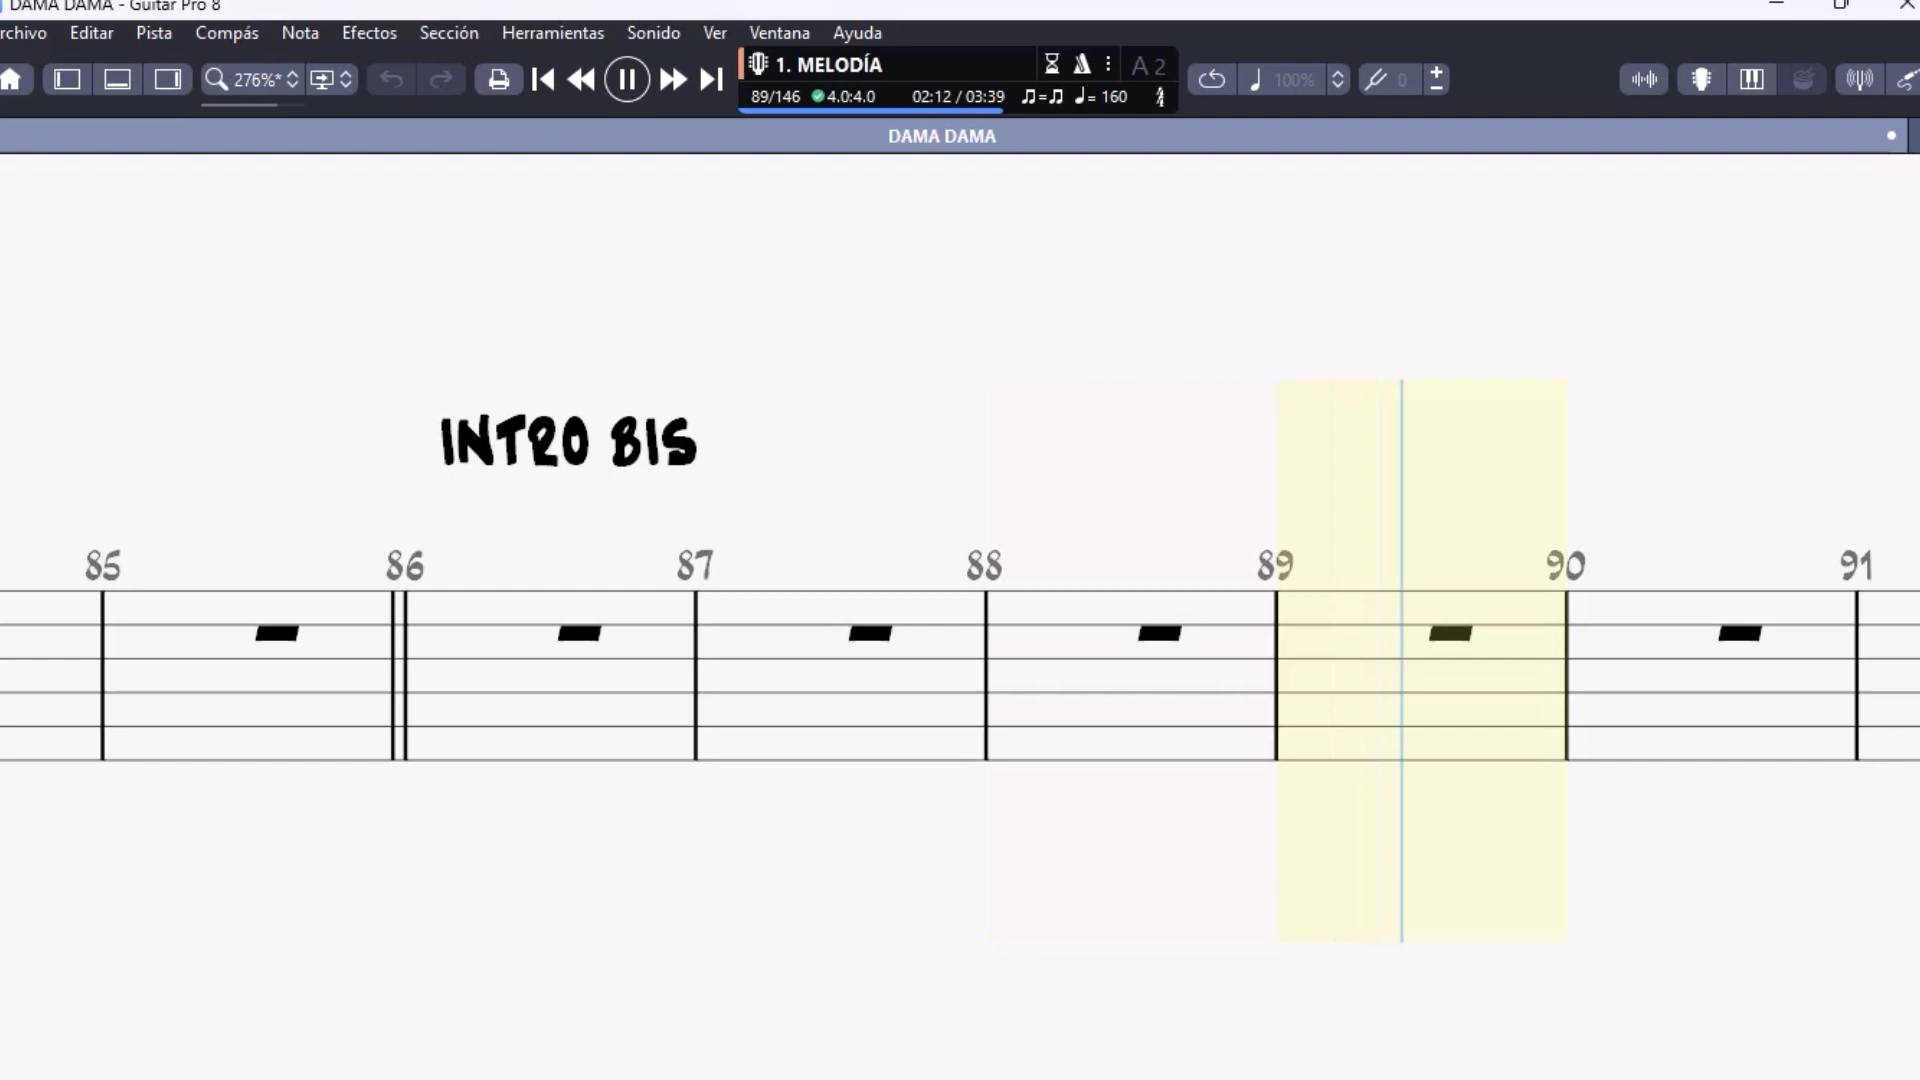 DAMA DAMA - Guitar Pro 8
rchivo Editar Pista Compás Nota Efectos Sección Herramientas Sonido Ver Ventana Ayuda
276%* 1. MELODÍA A 2 100% 0
89/146 4.0:4.0 02:12 / 03:39 = = 160
DAMA DAMA
INTRO BIS
85 86 87 88 89 90 91